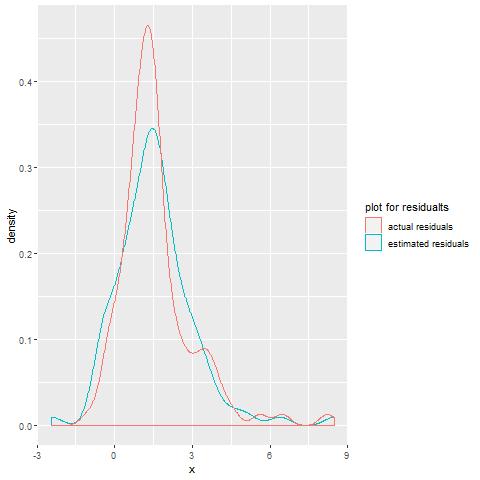 0.4
0.3
0.2
0.1
0.0
density
-3
0
3
6
9
x
plot for residualts
actual residuals
estimated residuals